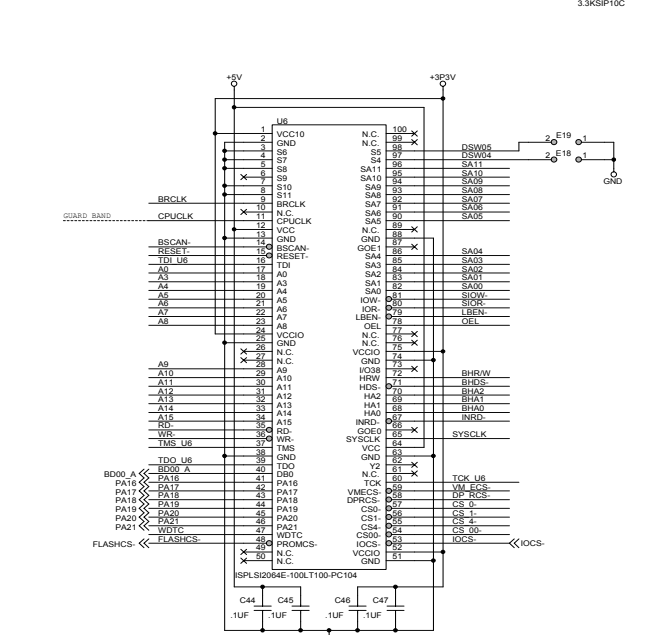 3.3KSIP10C
+5V +3P3V
U6
1 VCC10 N.C. 100
2 GND N.C. 99
3 S6 S5 98 DSW05 2 E19 1
4 S7 S4 97 DSW04 2 E18 1
5 S8 SA11 96 SA11
6 S9 SA10 95 SA10
7 S10 SA9 94 SA09
8 S11 SA8 93 SA08
BRCLK 9 BRCLK SA7 92 SA07
10 N.C. SA6 91 SA06
GUARD BAND CPUCLK 11 CPUCLK SA5 90 SA05
GND
12 VCC N.C. 89
13 GND GND 88
BSCAN- 14 BSCAN- GOE1 87
RESET- 15 RESET- SA4 86 SA04
TDI_U6 16 TDI SA3 85 SA03
A0 17 A0 SA2 84 SA02
A3 18 A3 SA1 83 SA01
A4 19 A4 SA0 82 SA00
A5 20 A5 IOW- 81 SIOW-
A6 21 A6 IOR- 80 SIOR-
A7 22 A7 LBEN- 79 LBEN-
A8 23 A8 OEL 78 OEL
24 VCCIO N.C. 77
25 GND N.C. 76
26 N.C. VCCIO 75
27 N.C. GND 74
A9 28 A9 I/O38 73
A10 29 A10 HRW 72 BHR/W
A11 30 A11 HDS- 71 BHDS-
A12 31 A12 HA2 70 BHA2
A13 32 A13 HA1 69 BHA1
A14 33 A14 HA0 68 BHA0
A15 34 A15 INRD- 67 INRD-
RD- 35 RD- GOE0 66
WR- 36 WR- SYSCLK 65 SYSCLK
TMS_U6 37 TMS VCC 64
38 GND GND 63
TDO_U6 39 TDO Y2 62
BD00_A BD00_A 40 DB0 N.C. 61
PA16 PA16 41 PA16 TCK 60 TCK_U6
PA17 PA17 42 PA17 VMECS- 59 VM_ECS-
PA18 PA18 43 PA18 DPRCS- 58 DP_RCS-
PA19 PA19 44 PA19 CS0- 57 CS_0-
PA20 PA20 45 PA20 CS1- 56 CS_1-
PA21 PA21 46 PA21 CS4- 55 CS_4-
WDTC 47 WDTC CS00- 54 CS_00-
FLASHCS- FLASHCS- 48 PROMCS- IOCS- 53 IOCS- IOCS-
49 N.C. VCCIO 52
50 N.C. GND 51
ISPLSI2064E-100LT100-PC104
C44 C45 C46 C47
.1UF .1UF .1UF .1UF